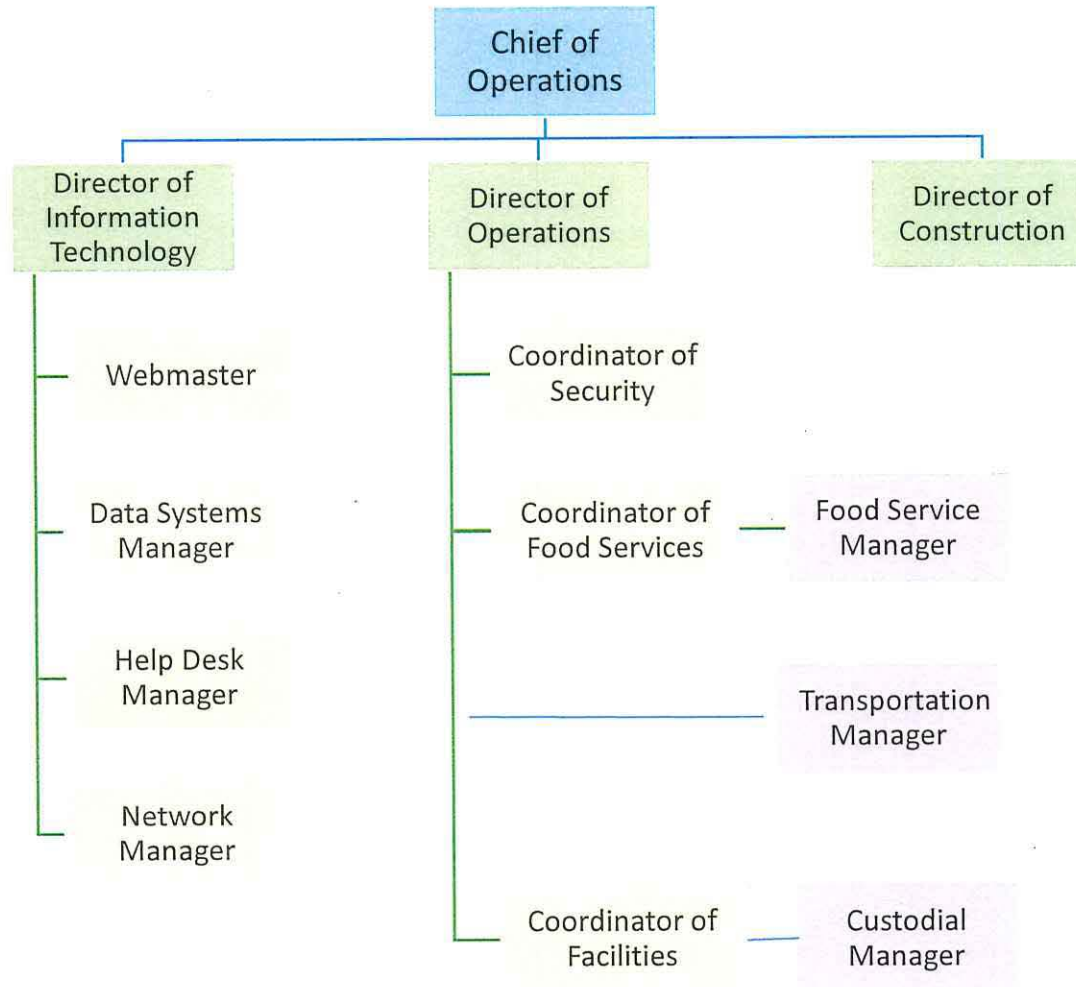 Chief of
Operations
Director of
Information
Technology
Director of
Operations
Director of
Construction
Webmaster
Data Systems
Manager
Help Desk
Manager
Network
Manager
Coordinator of
Security
Coordinator of
Food Services
Food Service
Manager
Transportation
Manager
Coordinator of
Facilities
Custodial
Manager